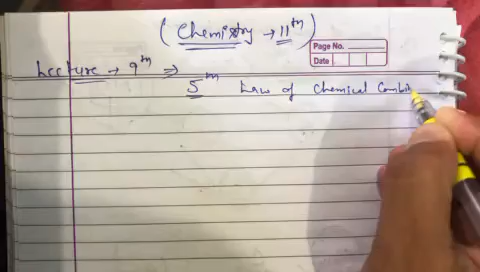 ( Chemistry → 11th )
Page No.
Date
Lecture → 9th ⇒
5th Law of Chemical Combi